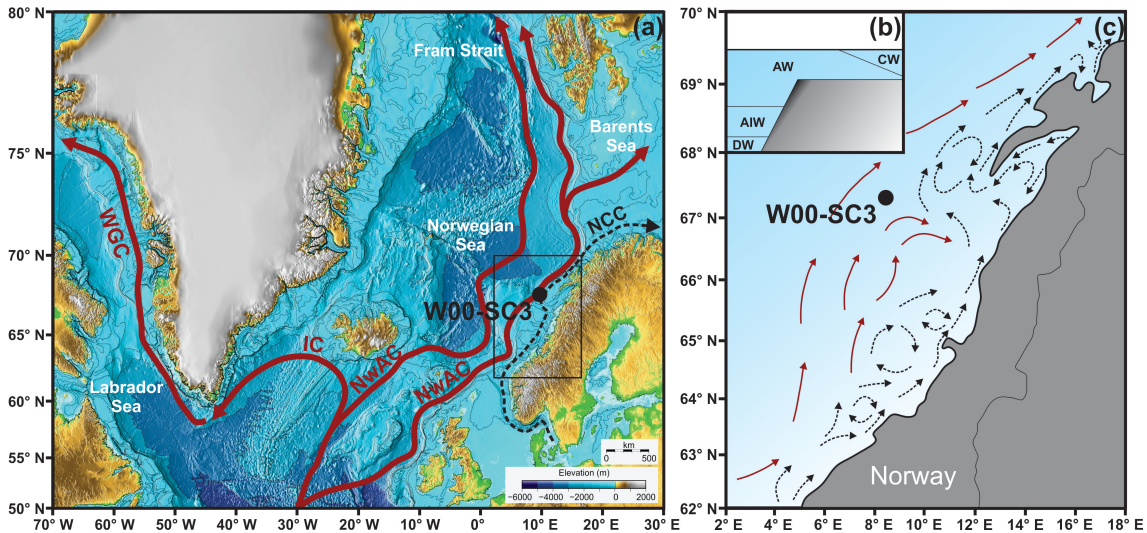 (a)
80° N
75° N
70° N
65° N
60° N
55° N
50° N
70° W
60° W
50° W
40° W
30° W
20° W
10° W
0°
10° E
20° E
30° E
Fram Strait
Barents
Sea
Norwegian
Sea
NCC
WGC
W00-SC3
IC
NwAC
NwAC
Labrador
Sea
km
0 500
Elevation (m)
−6000 −4000 −2000 0 2000
(b)
AW
CW
AIW
DW
(c)
70° N
69° N
68° N
67° N
66° N
65° N
64° N
63° N
62° N
2° E
4° E
6° E
8° E
10° E
12° E
14° E
16° E
18° E
W00-SC3
Norway